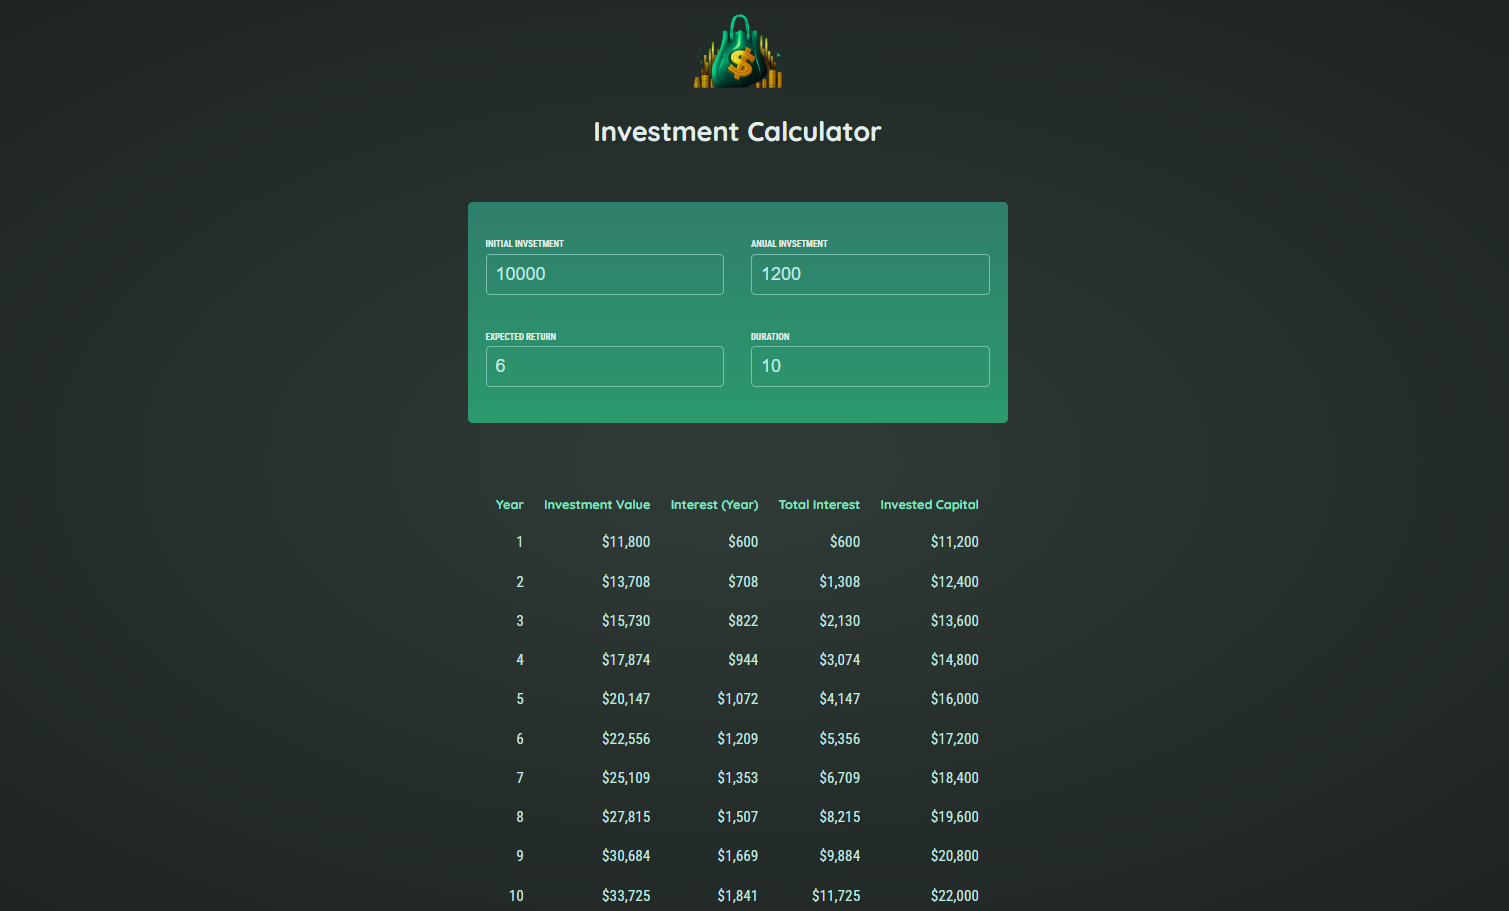 $
Investment Calculator
INITIAL INVSETMENT ANUAL INVSETMENT
10000 1200
EXPECTED RETURN DURATION
6 10
Year Investment Value Interest (Year) Total Interest Invested Capital
1 $11,800 $600 $600 $11,200
2 $13,708 $708 $1,308 $12,400
3 $15,730 $822 $2,130 $13,600
4 $17,874 $944 $3,074 $14,800
5 $20,147 $1,072 $4,147 $16,000
6 $22,556 $1,209 $5,356 $17,200
7 $25,109 $1,353 $6,709 $18,400
8 $27,815 $1,507 $8,215 $19,600
9 $30,684 $1,669 $9,884 $20,800
10 $33,725 $1,841 $11,725 $22,000